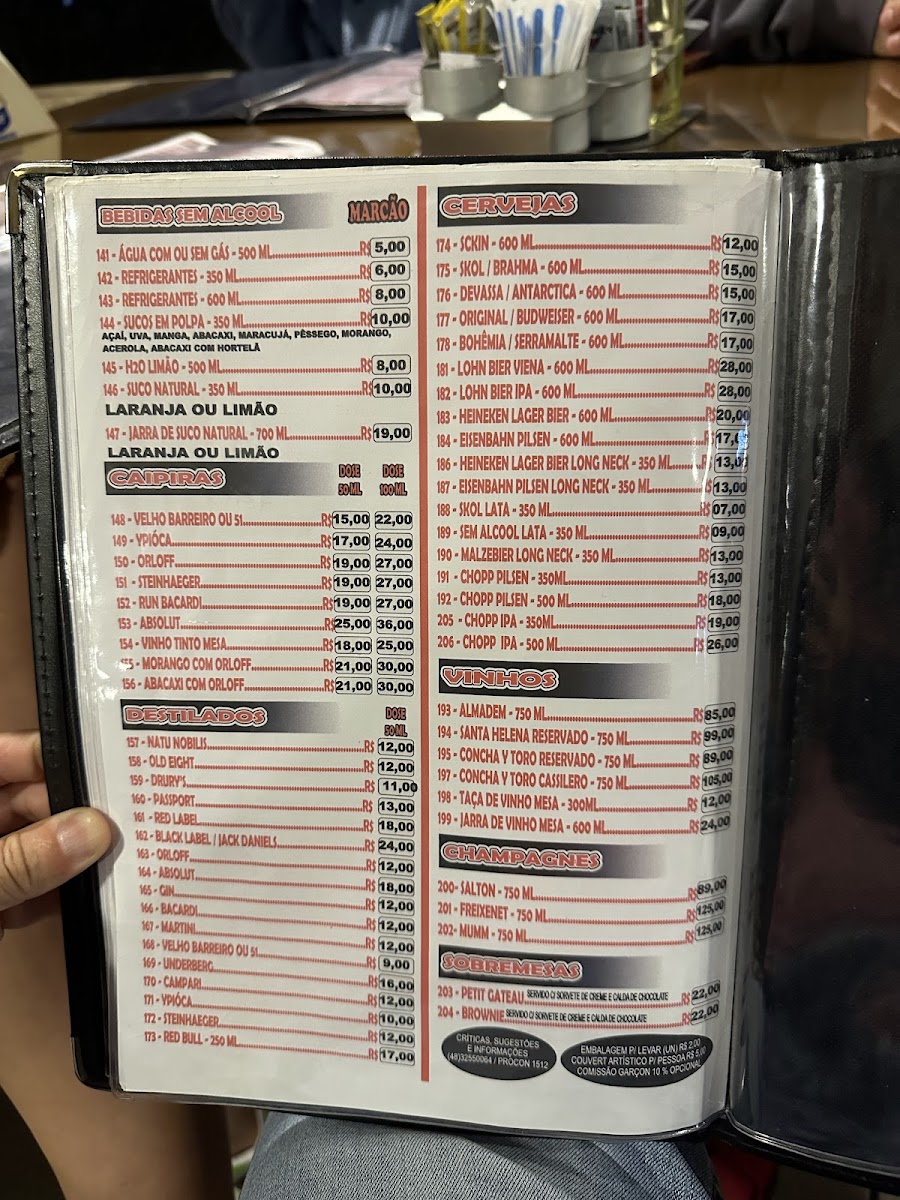 BEBIDAS SEM ALCOOL MARCÃO
141 - ÁGUA COM OU SEM GÁS - 500 ML R$ 5,00
142 - REFRIGERANTES - 350 ML R$ 6,00
143 - REFRIGERANTES - 600 ML R$ 8,00
144 - SUCOS EM POLPA - 350 ML R$ 10,00
AÇAÍ, UVA, MANGA, ABACAXI, MARACUJÁ, PÊSSEGO, MORANGO,
ACEROLA, ABACAXI COM HORTELÃ
145 - H2O LIMÃO - 500 ML R$ 8,00
146 - SUCO NATURAL - 350 ML R$ 10,00
LARANJA OU LIMÃO
147 - JARRA DE SUCO NATURAL - 700 ML R$ 19,00
LARANJA OU LIMÃO
CAIPIRAS DOSE 50 ML DOSE 100 ML
148 - VELHO BARREIRO OU 51 R$ 15,00 22,00
149 - YPIÓCA R$ 17,00 24,00
150 - ORLOFF R$ 19,00 27,00
151 - STEINHAEGER R$ 19,00 27,00
152 - RUN BACARDI R$ 19,00 27,00
153 - ABSOLUT R$ 25,00 36,00
154 - VINHO TINTO MESA R$ 18,00 25,00
155 - MORANGO COM ORLOFF R$ 21,00 30,00
156 - ABACAXI COM ORLOFF R$ 21,00 30,00
DESTILADOS DOSE 50 ML
157 - NATU NOBILIS R$ 12,00
158 - OLD EIGHT R$ 12,00
159 - DRURY'S R$ 11,00
160 - PASSPORT R$ 13,00
161 - RED LABEL R$ 18,00
162 - BLACK LABEL / JACK DANIELS R$ 24,00
163 - ORLOFF R$ 12,00
164 - ABSOLUT R$ 18,00
165 - GIN R$ 12,00
166 - BACARDI R$ 12,00
167 - MARTINI R$ 12,00
168 - VELHO BARREIRO OU 51 R$ 9,00
169 - UNDERBERG R$ 16,00
170 - CAMPARI R$ 12,00
171 - YPIÓCA R$ 10,00
172 - STEINHAEGER R$ 12,00
173 - RED BULL - 250 ML R$ 17,00
CERVEJAS
174 - SCKIN - 600 ML R$ 12,00
175 - SKOL / BRAHMA - 600 ML R$ 15,00
176 - DEVASSA / ANTARCTICA - 600 ML R$ 15,00
177 - ORIGINAL / BUDWEISER - 600 ML R$ 17,00
178 - BOHÊMIA / SERRAMALTE - 600 ML R$ 17,00
181 - LOHN BIER VIENA - 600 ML R$ 28,00
182 - LOHN BIER IPA - 600 ML R$ 28,00
183 - HEINEKEN LAGER BIER - 600 ML R$ 20,00
184 - EISENBAHN PILSEN - 600 ML R$ 17,00
186 - HEINEKEN LAGER BIER LONG NECK - 350 ML R$ 13,00
187 - EISENBAHN PILSEN LONG NECK - 350 ML R$ 13,00
188 - SKOL LATA - 350 ML R$ 07,00
189 - SEM ALCOOL LATA - 350 ML R$ 09,00
190 - MALZEBIER LONG NECK - 350 ML R$ 13,00
191 - CHOPP PILSEN - 350ML R$ 13,00
192 - CHOPP PILSEN - 500 ML R$ 18,00
205 - CHOPP IPA - 350ML R$ 19,00
206 - CHOPP IPA - 500 ML R$ 26,00
VINHOS
193 - ALMADEM - 750 ML R$ 85,00
194 - SANTA HELENA RESERVADO - 750 ML R$ 99,00
195 - CONCHA Y TORO RESERVADO - 750 ML R$ 89,00
197 - CONCHA Y TORO CASSILERO - 750 ML R$ 105,00
198 - TAÇA DE VINHO MESA - 300ML R$ 12,00
199 - JARRA DE VINHO MESA - 600 ML R$ 24,00
CHAMPAGNES
200- SALTON - 750 ML R$ 89,00
201 - FREIXENET - 750 ML R$ 125,00
202- MUMM - 750 ML R$ 125,00
SOBREMESAS
203 - PETIT GATEAU SERVIDO C/ SORVETE DE CREME E CALDA DE CHOCOLATE R$ 22,00
204 - BROWNIE SERVIDO C/ SORVETE DE CREME E CALDA DE CHOCOLATE R$ 22,00
CRÍTICAS, SUGESTÕES
E INFORMAÇÕES
(48)32550064 / PROCON 1512
EMBALAGEM P/ LEVAR (UN) R$ 2,00
COUVERT ARTÍSTICO P/ PESSOA R$ 5,00
COMISSÃO GARÇON 10 % OPCIONAL